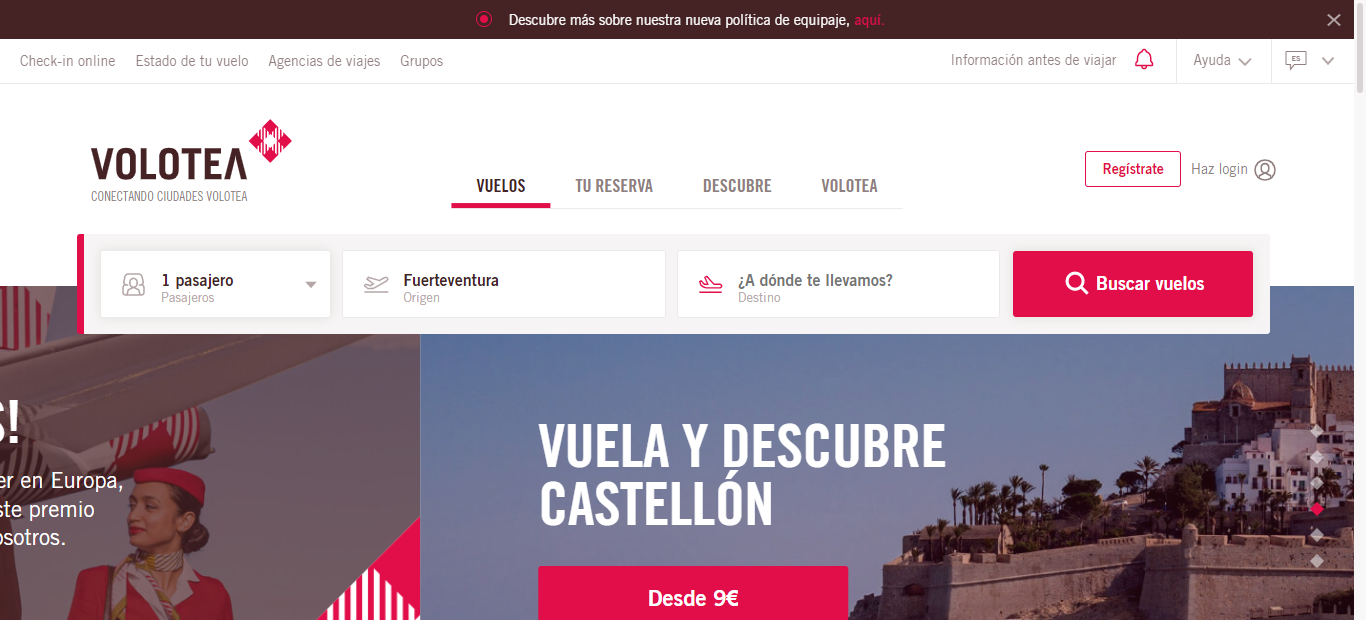 Descubre más sobre nuestra nueva política de equipaje, aquí.
Check-in online Estado de tu vuelo Agencias de viajes Grupos
Información antes de viajar Ayuda ES
VOLOTEA
CONECTANDO CIUDADES VOLOTEA
VUELOS TU RESERVA DESCUBRE VOLOTEA
Regístrate Haz login
1 pasajero
Pasajeros
Fuerteventura
Origen
¿A dónde te llevamos?
Destino
Buscar vuelos
S!
er en Europa,
ste premio
osotros.
VUELA Y DESCUBRE
CASTELLÓN
Desde 9€